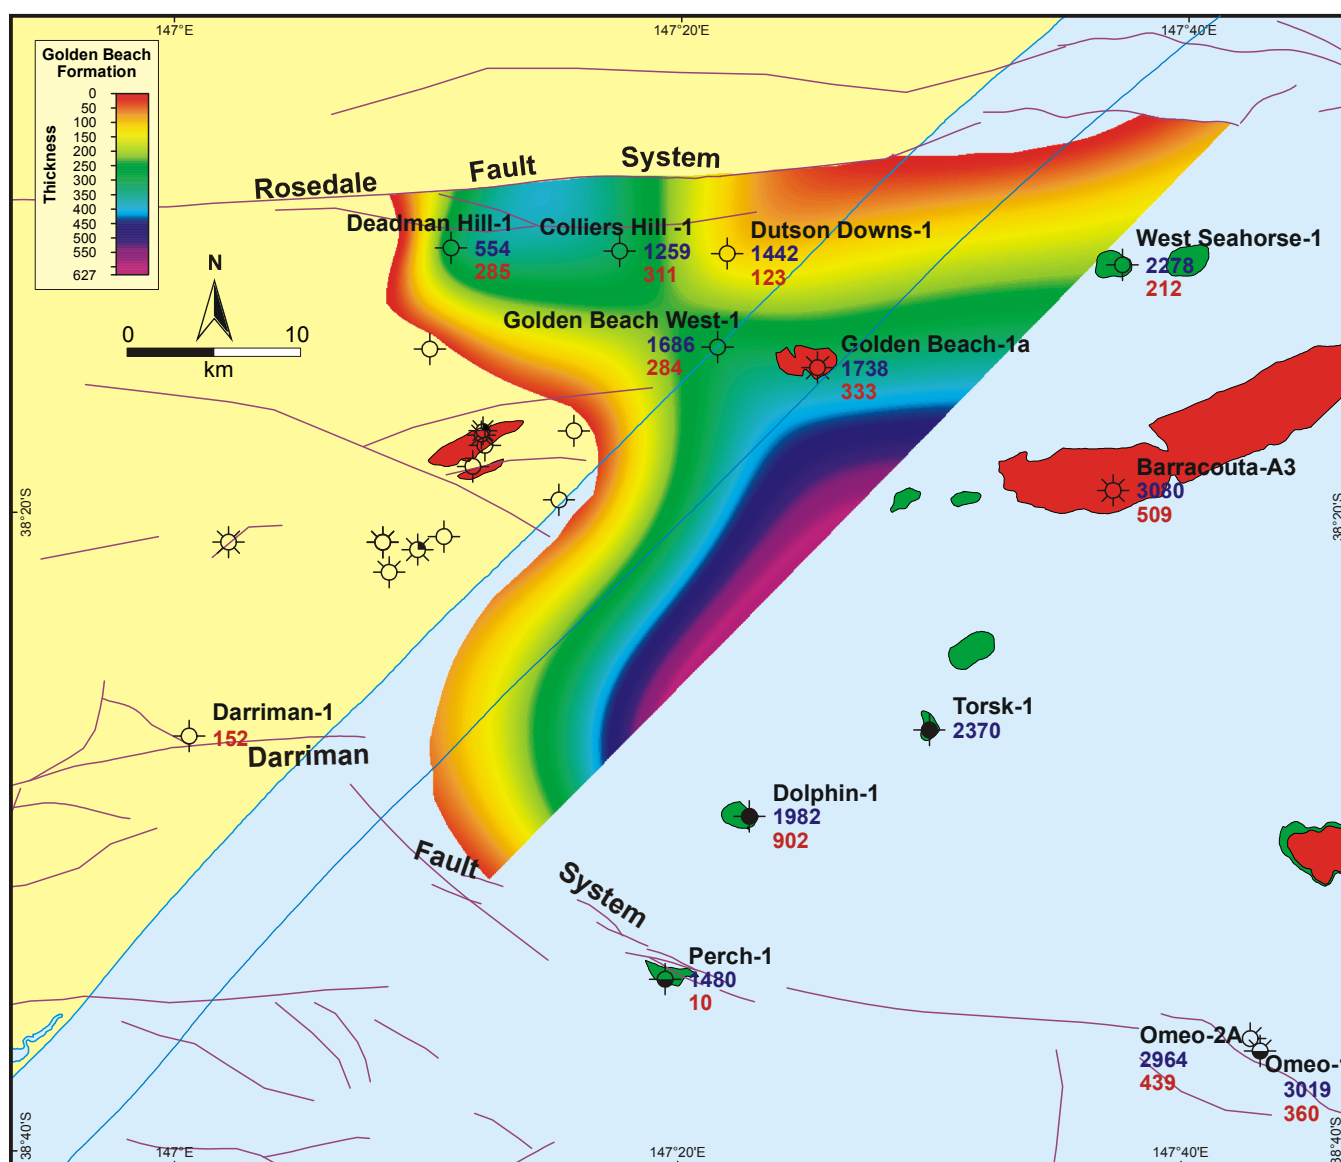 147°E
147°20'E
147°40'E
Golden Beach
Formation
Thickness
0
50
100
150
200
250
300
350
400
450
500
550
627
Rosedale Fault System
Deadman Hill-1
554
285
Colliers Hill -1
1259
311
Dutson Downs-1
1442
123
West Seahorse-1
2278
212
N
0 10
km
Golden Beach West-1
1686
284
Golden Beach-1a
1738
333
Barracouta-A3
3080
509
38°20'S
38°20'S
Darriman-1
152
Darriman Fault System
Torsk-1
2370
Dolphin-1
1982
902
Perch-1
1480
10
Omeo-2A
2964
439
Omeo-
3019
360
38°40'S
38°40'S
147°E
147°20'E
147°40'E